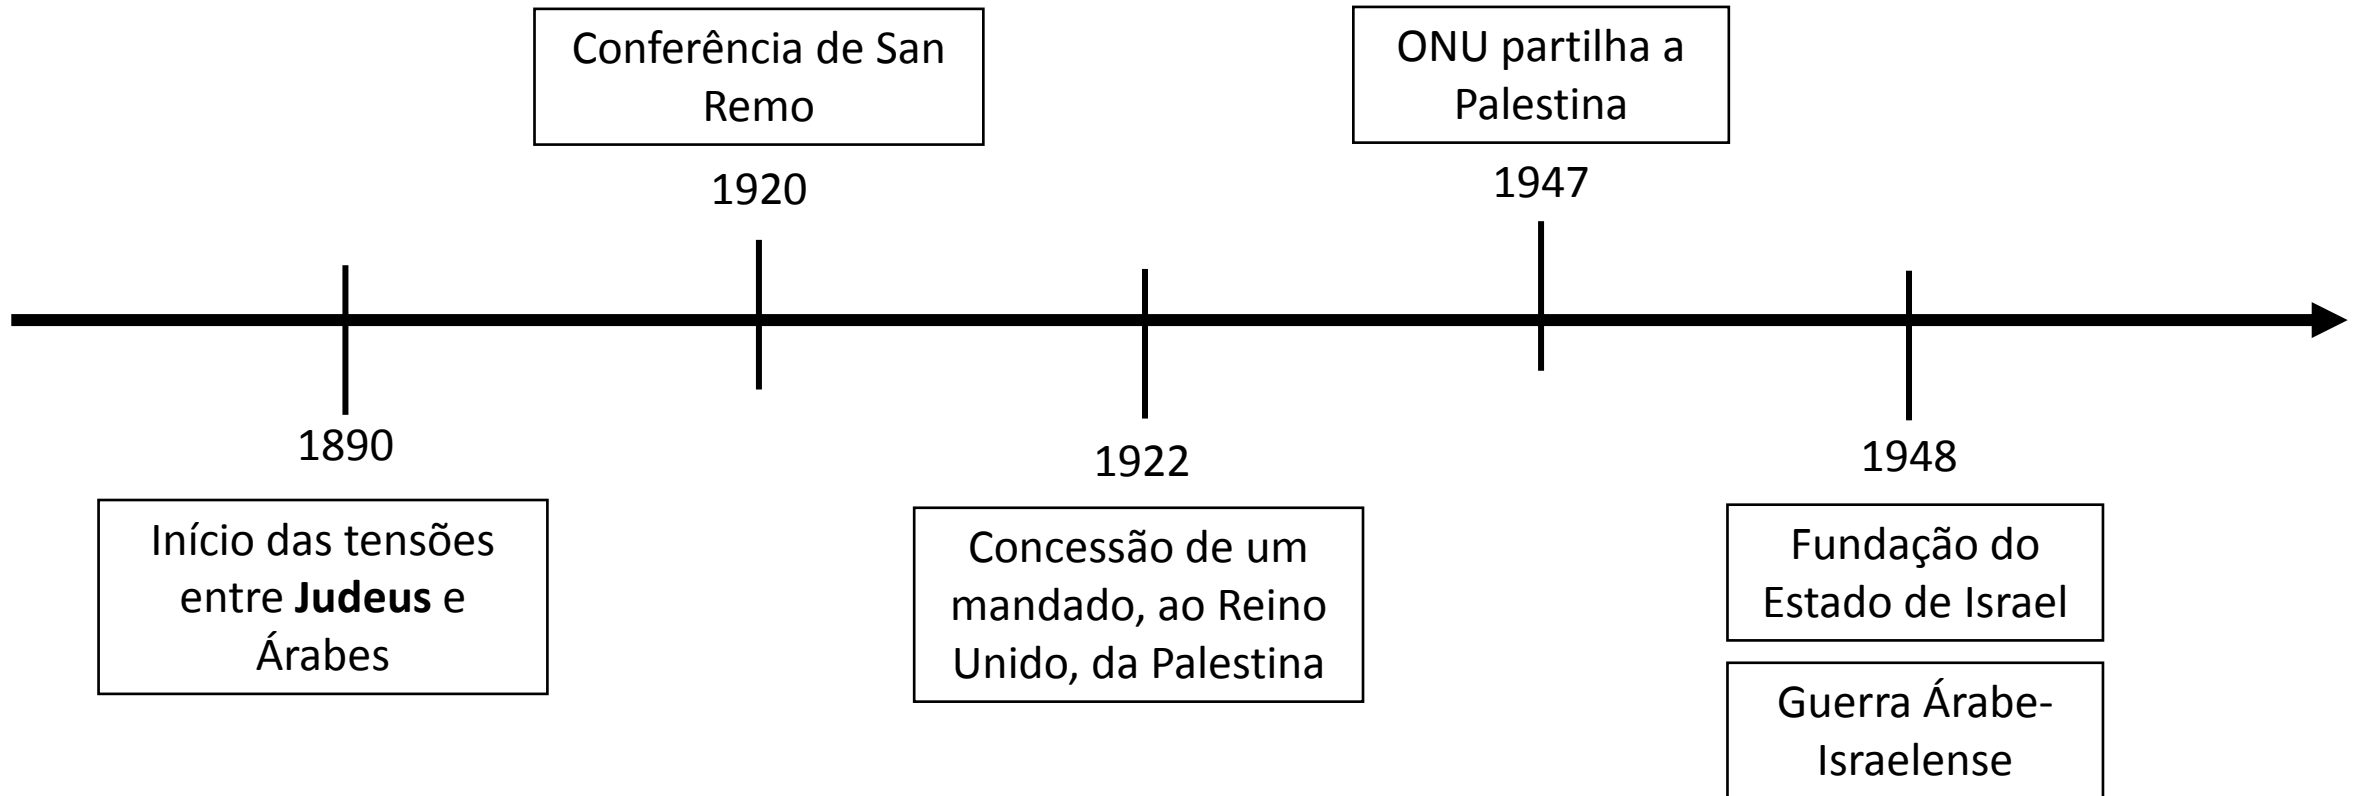 Conferência de San
Remo
1920
ONU partilha a
Palestina
1947
1890
Início das tensões
entre Judeus e
Árabes
1922
Concessão de um
mandado, ao Reino
Unido, da Palestina
1948
Fundação do
Estado de Israel
Guerra Árabe-
Israelense